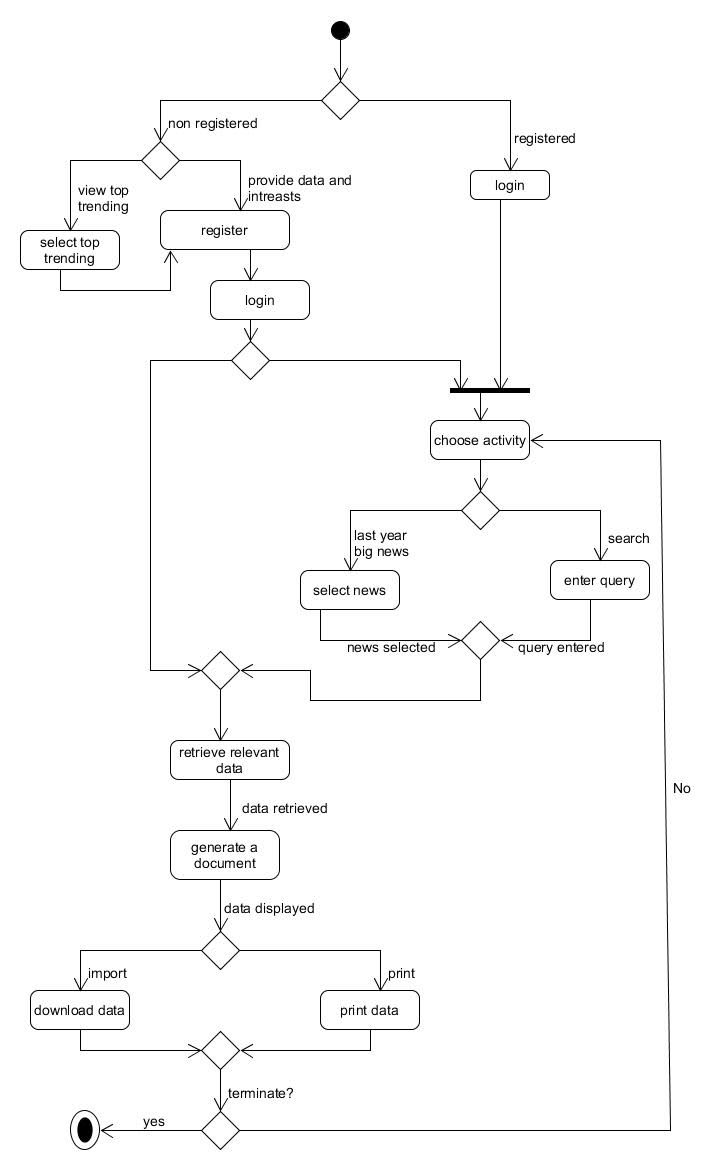 non registered
registered
view top
trending
provide data and
intreasts
login
select top
trending
register
login
choose activity
last year
big news
search
select news
enter query
news selected
query entered
retrieve relevant
data
No
data retrieved
generate a
document
data displayed
import
print
download data
print data
terminate?
yes